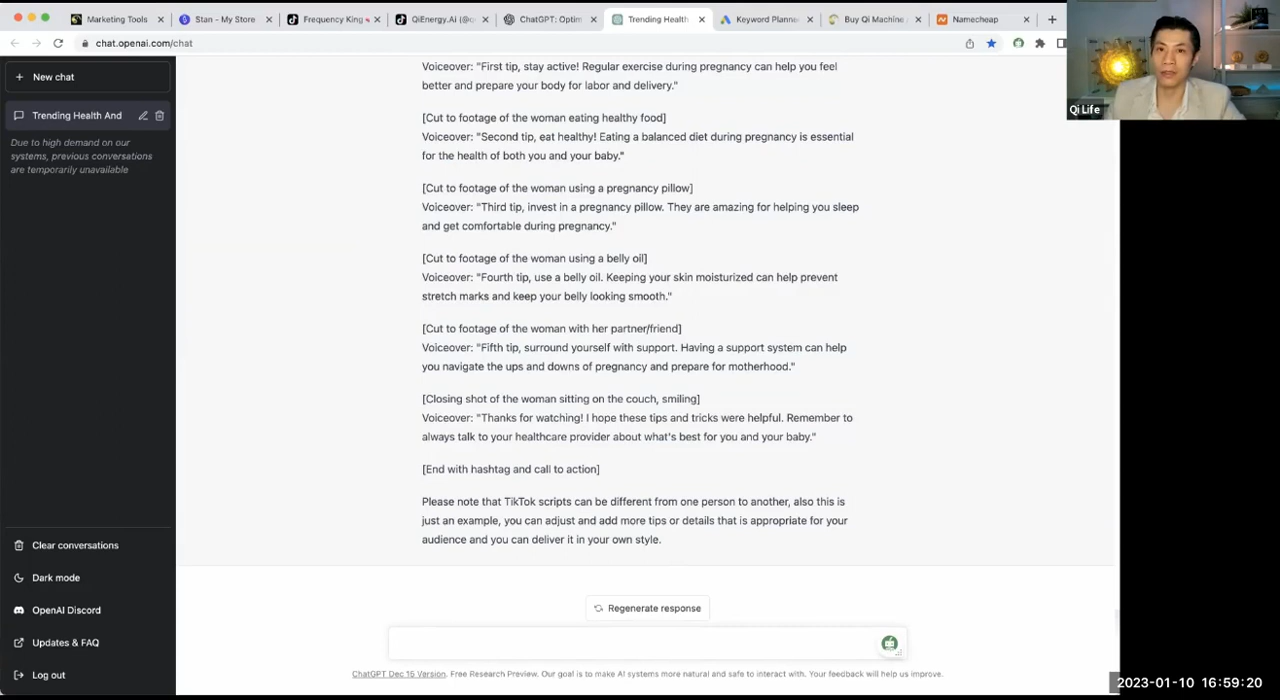 Marketing Tools
Stan - My Store
Frequency King
QiEnergy.Ai (@
ChatGPT: Optim
Trending Health
Keyword Planne
Buy Qi Machine
Namecheap
chat.openai.com/chat
New chat
Trending Health And
Due to high demand on our
systems, previous conversations
are temporarily unavailable
Clear conversations
Dark mode
OpenAI Discord
Updates & FAQ
Log out
Voiceover: "First tip, stay active! Regular exercise during pregnancy can help you feel
better and prepare your body for labor and delivery."
[Cut to footage of the woman eating healthy food]
Voiceover: "Second tip, eat healthy! Eating a balanced diet during pregnancy is essential
for the health of both you and your baby."
[Cut to footage of the woman using a pregnancy pillow]
Voiceover: "Third tip, invest in a pregnancy pillow. They are amazing for helping you sleep
and get comfortable during pregnancy."
[Cut to footage of the woman using a belly oil]
Voiceover: "Fourth tip, use a belly oil. Keeping your skin moisturized can help prevent
stretch marks and keep your belly looking smooth."
[Cut to footage of the woman with her partner/friend]
Voiceover: "Fifth tip, surround yourself with support. Having a support system can help
you navigate the ups and downs of pregnancy and prepare for motherhood."
[Closing shot of the woman sitting on the couch, smiling]
Voiceover: "Thanks for watching! I hope these tips and tricks were helpful. Remember to
always talk to your healthcare provider about what's best for you and your baby."
[End with hashtag and call to action]
Please note that TikTok scripts can be different from one person to another, also this is
just an example, you can adjust and add more tips or details that is appropriate for your
audience and you can deliver it in your own style.
Regenerate response
ChatGPT Dec 15 Version. Free Research Preview. Our goal is to make AI systems more natural and safe to interact with. Your feedback will help us improve.
Qi Life
2023-01-10 16:59:20